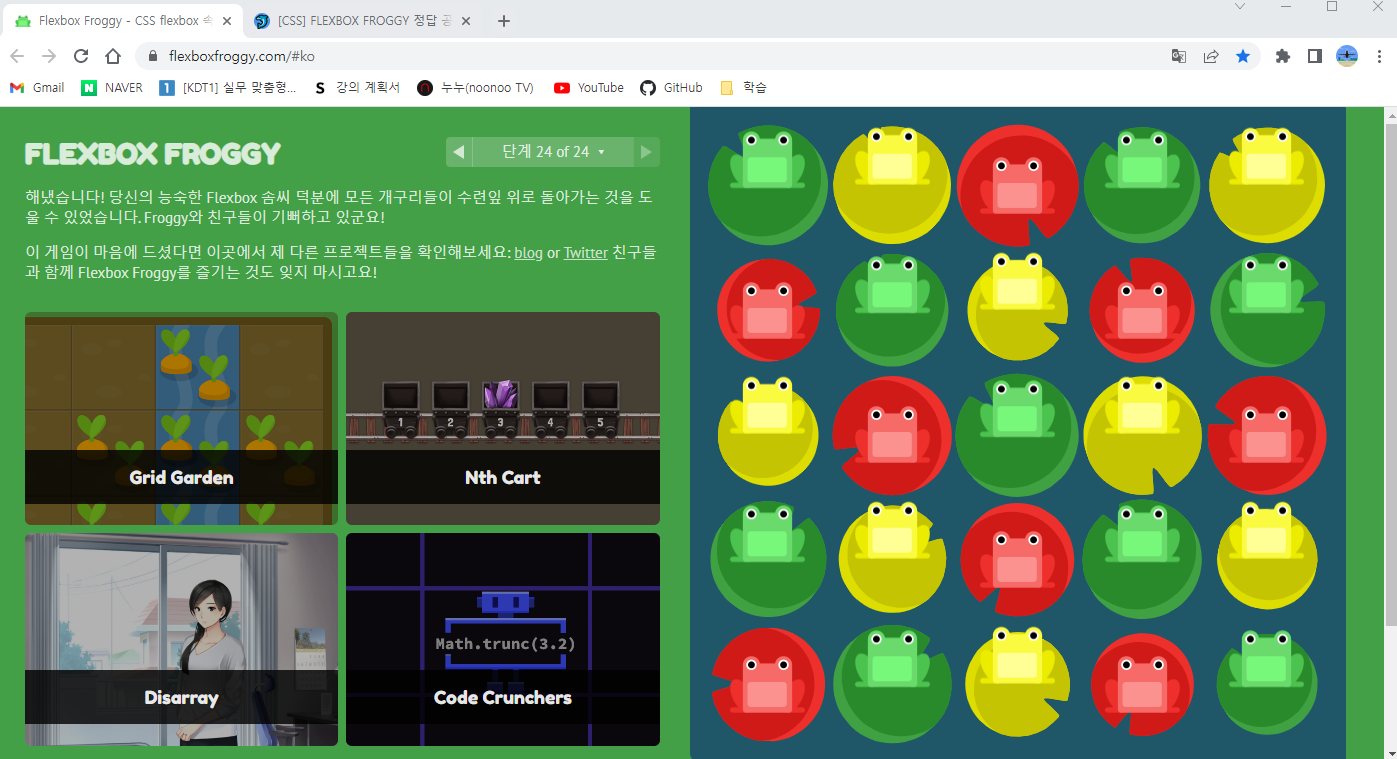 Flexbox Froggy - CSS flexbox 속
[CSS] FLEXBOX FROGGY 정답 공
flexboxfroggy.com/#ko
Gmail
NAVER
1
[KDT1] 실무 맞춤형...
S
강의 계획서
누누(noonoo TV)
YouTube
GitHub
학습
FLEXBOX FROGGY
단계 24 of 24
해냈습니다! 당신의 능숙한 Flexbox 솜씨 덕분에 모든 개구리들이 수련잎 위로 돌아가는 것을 도
울 수 있었습니다. Froggy와 친구들이 기뻐하고 있군요!
이 게임이 마음에 드셨다면 이곳에서 제 다른 프로젝트들을 확인해보세요: blog or Twitter 친구들
과 함께 Flexbox Froggy를 즐기는 것도 잊지 마시고요!
1 2 3 4 5
Grid Garden
Nth Cart
Math.trunc(3.2)
Disarray
Code Crunchers